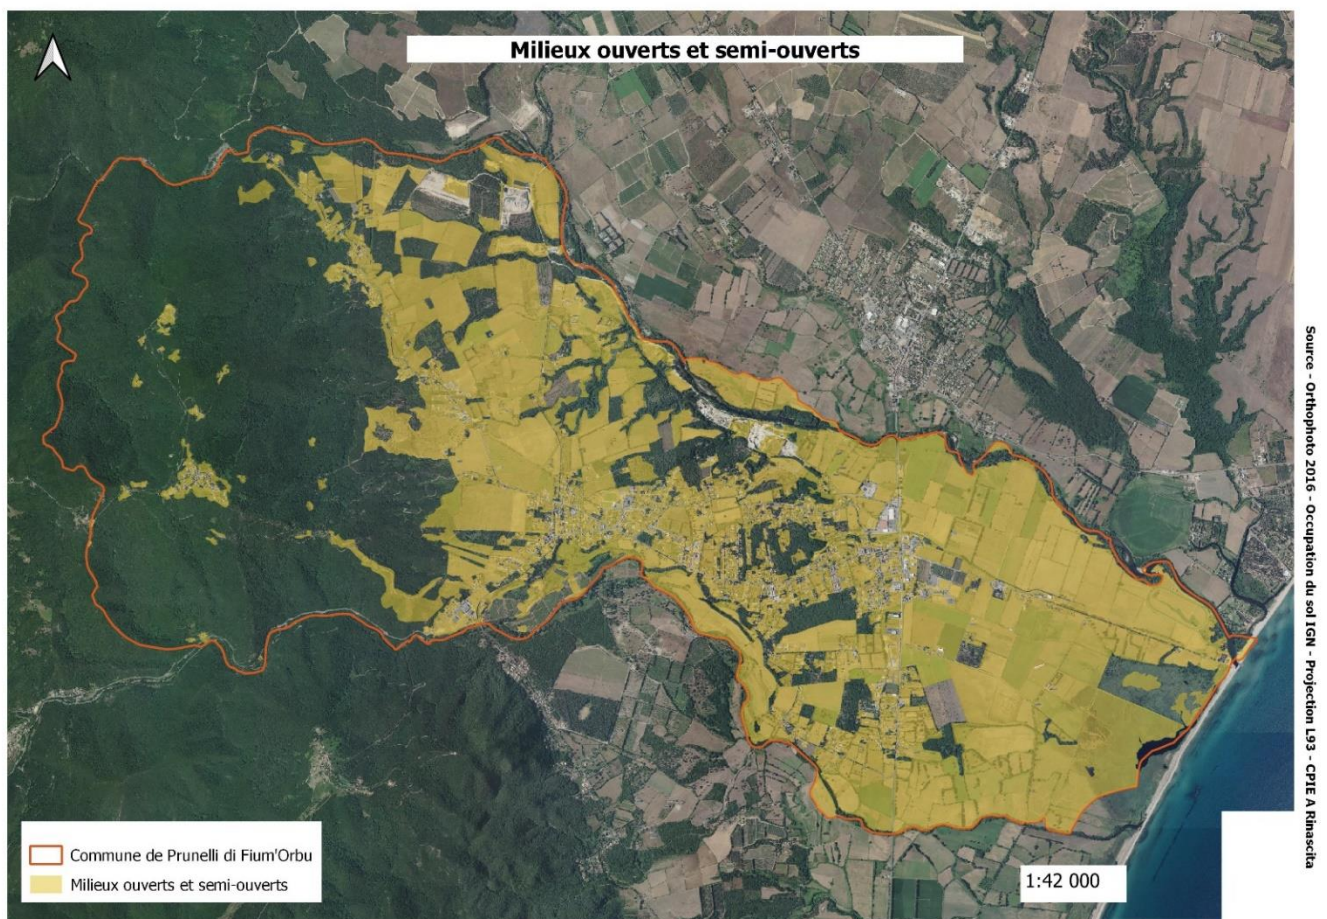 Milieux ouverts et semi-ouverts
Source - Orthophoto 2016 - Occupation du sol IGN - Projection L93 - CPIE A Rinascita
Commune de Prunelli di Fium'Orbu
Milieux ouverts et semi-ouverts
1:42 000